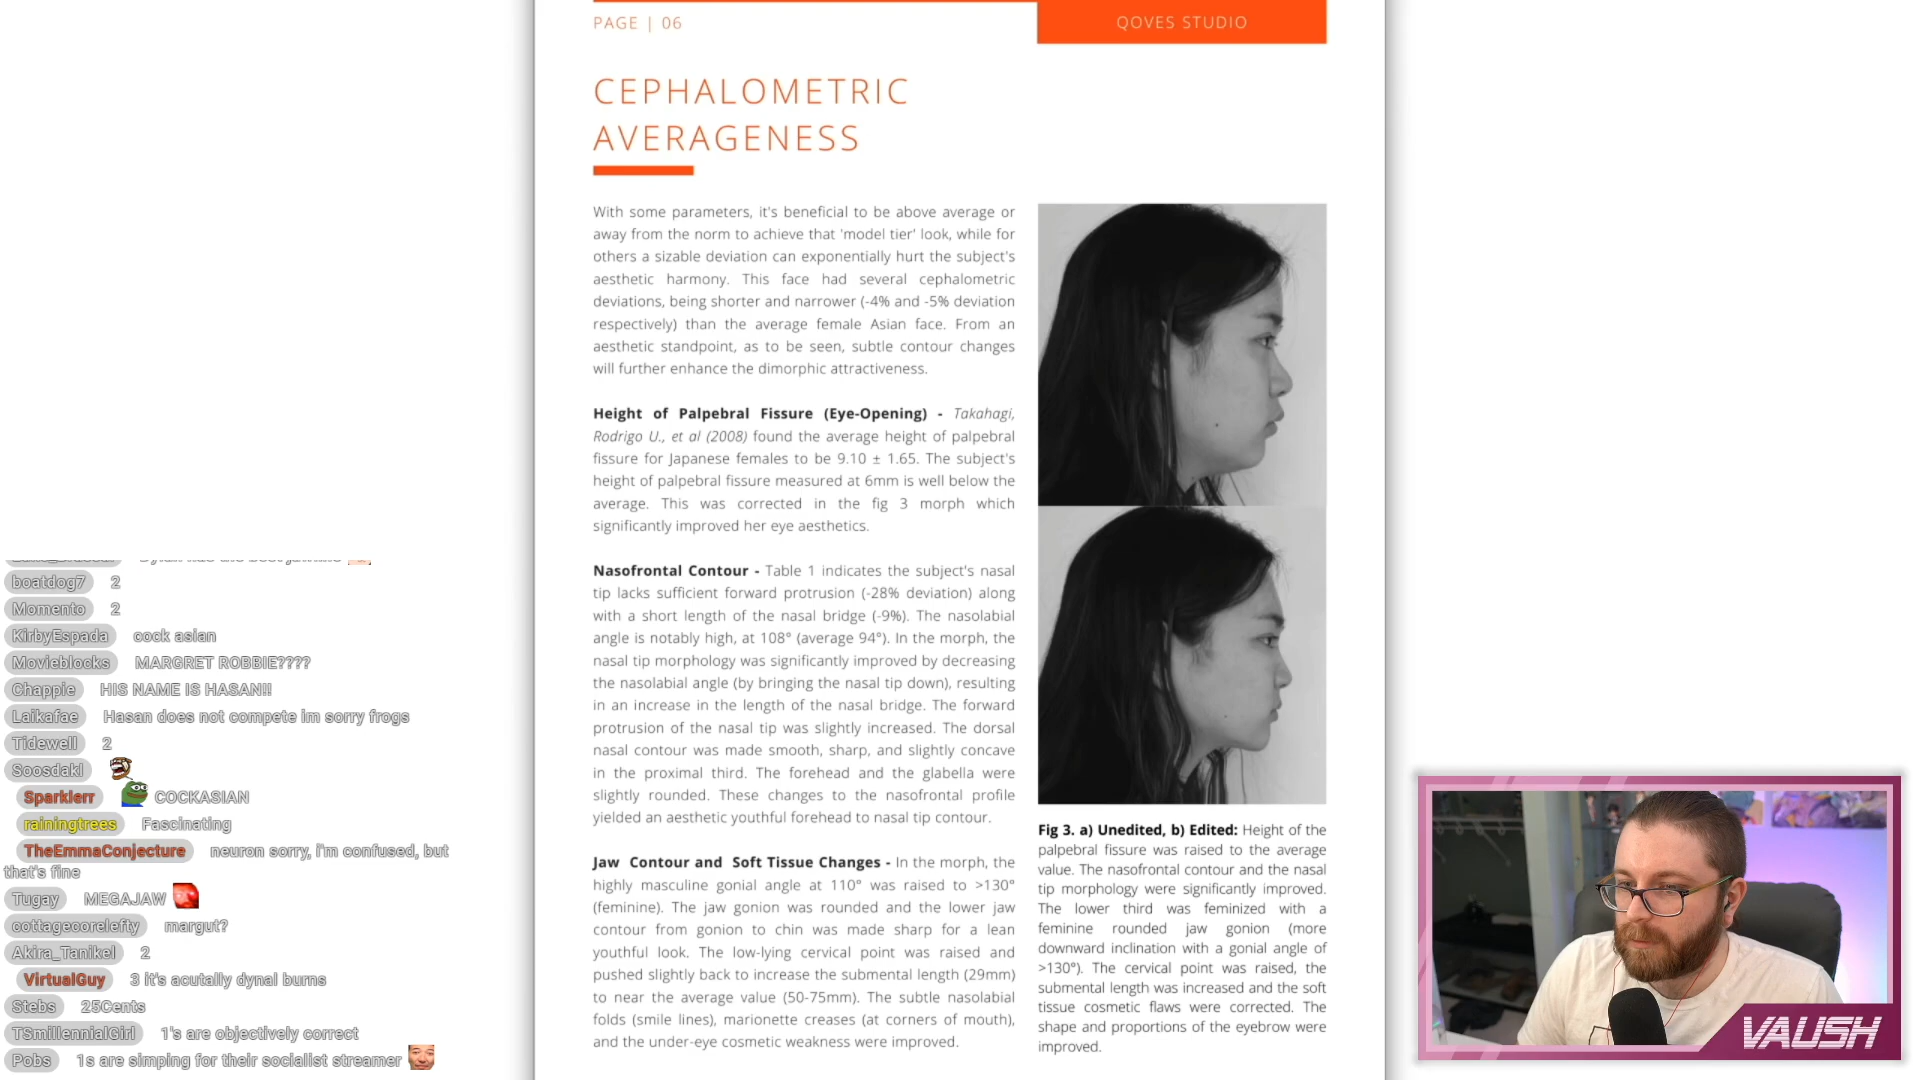 PAGE | 06
QOVES STUDIO
CEPHALOMETRIC
AVERAGENESS
With some parameters, it's beneficial to be above average or
away from the norm to achieve that 'model tier' look, while for
others a sizable deviation can exponentially hurt the subject's
aesthetic harmony. This face had several cephalometric
deviations, being shorter and narrower (-4% and -5% deviation
respectively) than the average female Asian face. From an
aesthetic standpoint, as to be seen, subtle contour changes
will further enhance the dimorphic attractiveness.
Height of Palpebral Fissure (Eye-Opening) - Takahagi,
Rodrigo U., et al (2008) found the average height of palpebral
fissure for Japanese females to be 9.10 ± 1.65. The subject's
height of palpebral fissure measured at 6mm is well below the
average. This was corrected in the fig 3 morph which
significantly improved her eye aesthetics.
Nasofrontal Contour - Table 1 indicates the subject's nasal
tip lacks sufficient forward protrusion (-28% deviation) along
with a short length of the nasal bridge (-9%). The nasolabial
angle is notably high, at 108° (average 94°). In the morph, the
nasal tip morphology was significantly improved by decreasing
the nasolabial angle (by bringing the nasal tip down), resulting
in an increase in the length of the nasal bridge. The forward
protrusion of the nasal tip was slightly increased. The dorsal
nasal contour was made smooth, sharp, and slightly concave
in the proximal third. The forehead and the glabella were
slightly rounded. These changes to the nasofrontal profile
yielded an aesthetic youthful forehead to nasal tip contour.
Jaw Contour and Soft Tissue Changes - In the morph, the
highly masculine gonial angle at 110° was raised to >130°
(feminine). The jaw gonion was rounded and the lower jaw
contour from gonion to chin was made sharp for a lean
youthful look. The low-lying cervical point was raised and
pushed slightly back to increase the submental length (29mm)
to near the average value (50-75mm). The subtle nasolabial
folds (smile lines), marionette creases (at corners of mouth),
and the under-eye cosmetic weakness were improved.
Fig 3. a) Unedited, b) Edited: Height of the
palpebral fissure was raised to the average
value. The nasofrontal contour and the nasal
tip morphology were significantly improved.
The lower third was feminized with a
feminine rounded jaw gonion (more
downward inclination with a gonial angle of
>130°). The cervical point was raised, the
submental length was increased and the soft
tissue cosmetic flaws were corrected. The
shape and proportions of the eyebrow were
improved.
boatdog7 2
Momento 2
KirbyEspada cock asian
Movieblocks MARGRET ROBBIE????
Chappie HIS NAME IS HASAN!!
Laikafae Hasan does not compete im sorry frogs
Tidewell 2
Soosdakl
Sparklerr COCKASIAN
rainingtrees Fascinating
TheEmmaConjecture neuron sorry, i'm confused, but
that's fine
Tugay MEGAJAW
cottagecorelefty margut?
Akira_Tanikel 2
VirtualGuy 3 it's acutally dynal burns
Stebs 25Cents
TSmillennialGirl 1's are objectively correct
Pobs 1s are simping for their socialist streamer
VAUSH